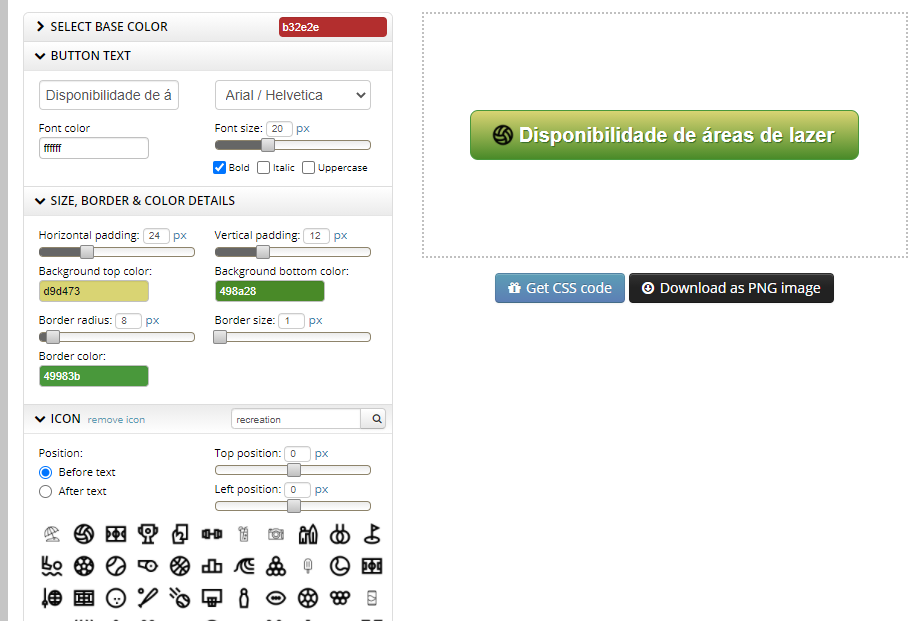 SELECT BASE COLOR b32e2e
BUTTON TEXT
Disponibilidade de á Arial / Helvetica
Font color Font size: 20 px
ffffff
Bold Italic Uppercase
SIZE, BORDER & COLOR DETAILS
Horizontal padding: 24 px Vertical padding: 12 px
Background top color: Background bottom color:
d9d473 498a28
Border radius: 8 px Border size: 1 px
Border color:
49983b
ICON remove icon recreation
Position: Top position: 0 px
Before text
After text Left position: 0 px
Disponibilidade de áreas de lazer
Get CSS code Download as PNG image